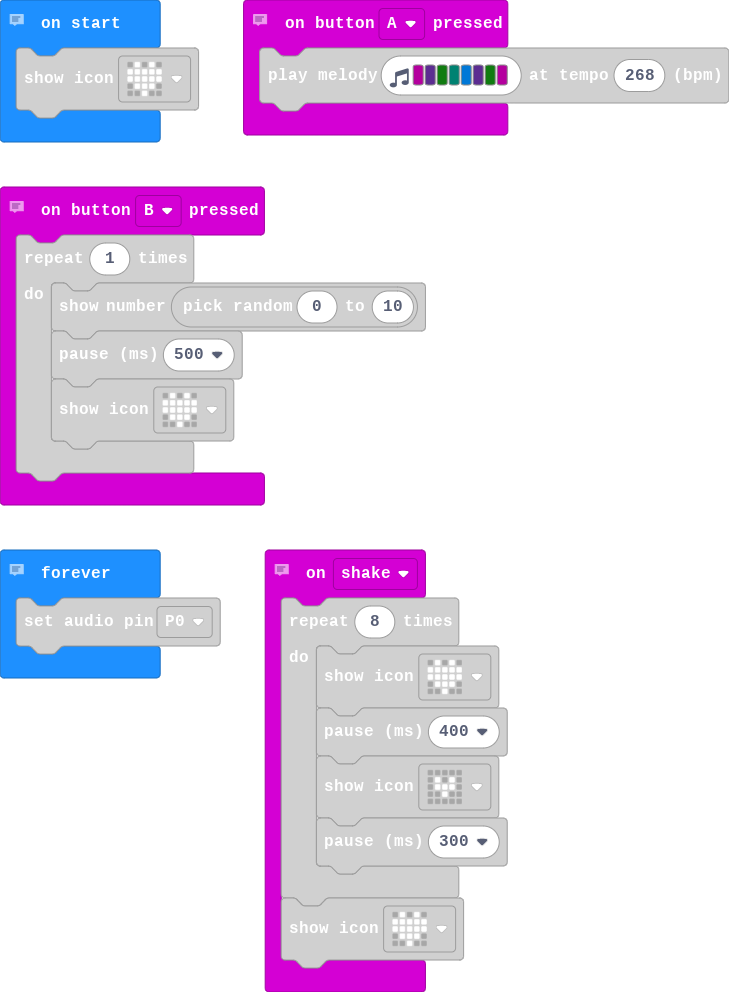 on start
show icon
on button A pressed
play melody at tempo 268 (bpm)
on button B pressed
repeat 1 times
do
show number pick random 0 to 10
pause (ms) 500
show icon
forever
set audio pin P0
on shake
repeat 8 times
do
show icon
pause (ms) 400
show icon
pause (ms) 300
show icon